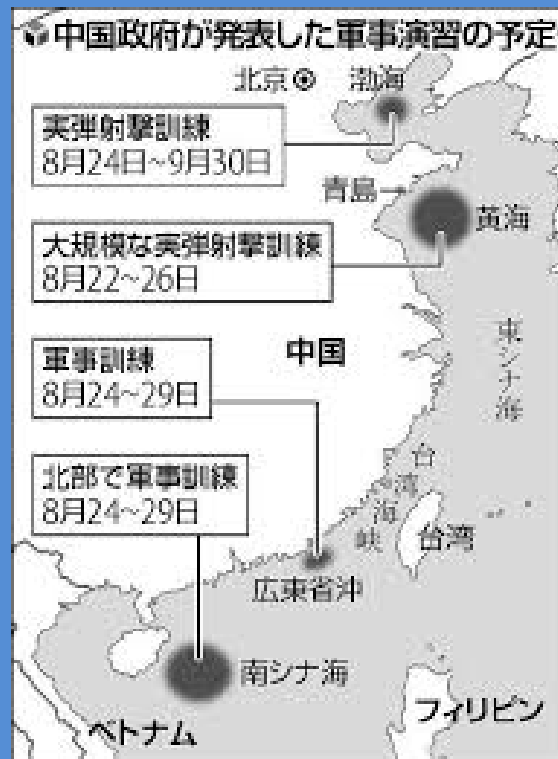 中国政府が発表した軍事演習の予定
北京
渤海
実弾射撃訓練
8月24日~9月30日
青島
黄海
大規模な実弾射撃訓練
8月22~26日
東シナ海
中国
軍事訓練
8月24~29日
台湾海峡
北部で軍事訓練
8月24~29日
台湾
広東省沖
南シナ海
フィリピン
ベトナム